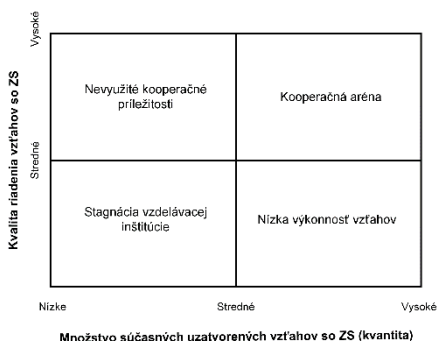 Vysoké
Nevyužité kooperačné
príležitosti
Kooperačná aréna
Kvalita riadenia vzťahov so ZS
Stredné
Stagnácia vzdelávacej
inštitúcie
Nízka výkonnosť vzťahov
Nízke
Stredné
Vysoké
Množstvo súčasných uzatvorených vzťahov so ZS (kvantita)